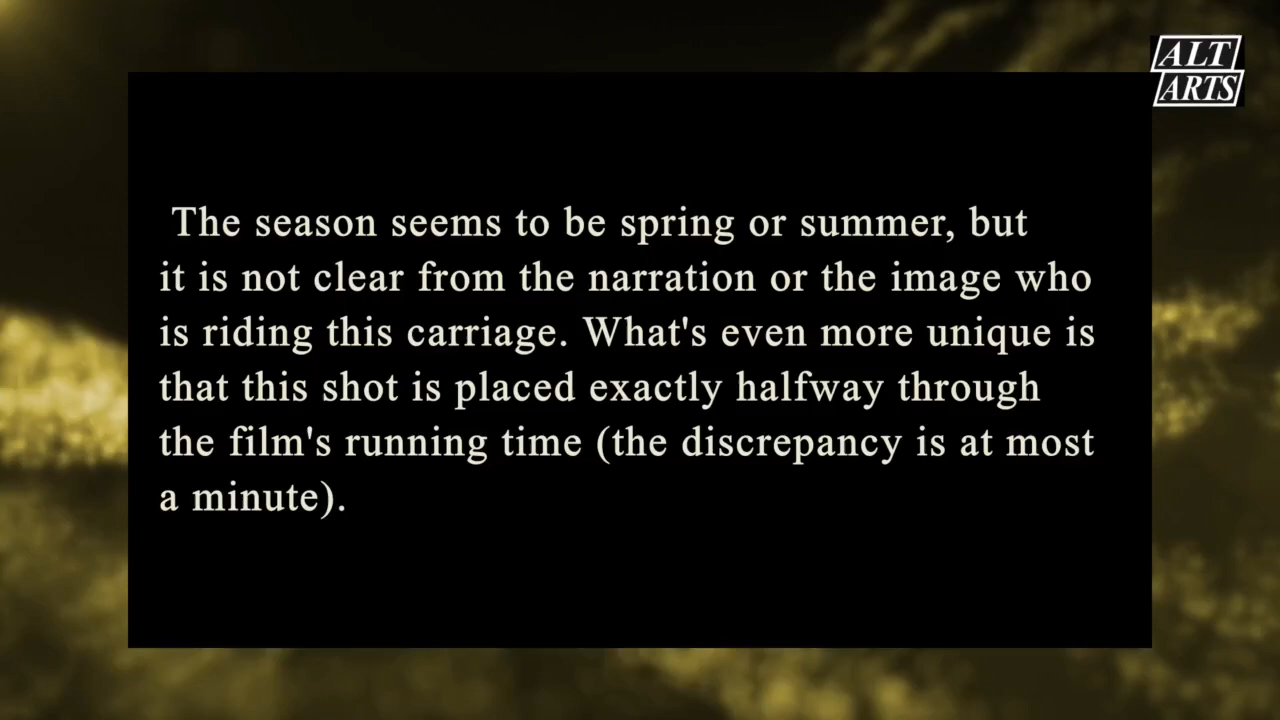 ALT
ARTS
The season seems to be spring or summer, but
it is not clear from the narration or the image who
is riding this carriage. What's even more unique is
that this shot is placed exactly halfway through
the film's running time (the discrepancy is at most
a minute).